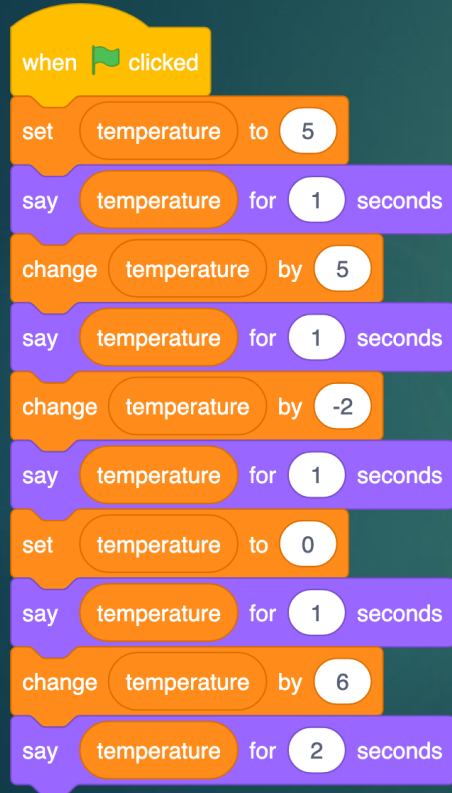 when clicked
set temperature to 5
say temperature for 1 seconds
change temperature by 5
say temperature for 1 seconds
change temperature by -2
say temperature for 1 seconds
set temperature to 0
say temperature for 1 seconds
change temperature by 6
say temperature for 2 seconds